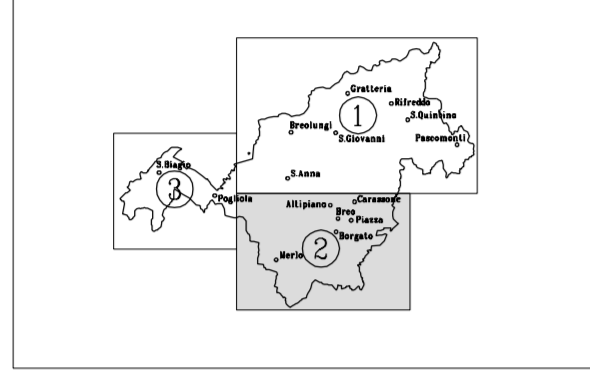 Gratteria
Rifreddo
1
S.Quintino
Breolungi
S.Giovanni
Pascomonti
S.Biagio
3
S.Anna
Pogliola
Altipiano
Carassone
Breo
Piazza
Borgato
2
Merlo